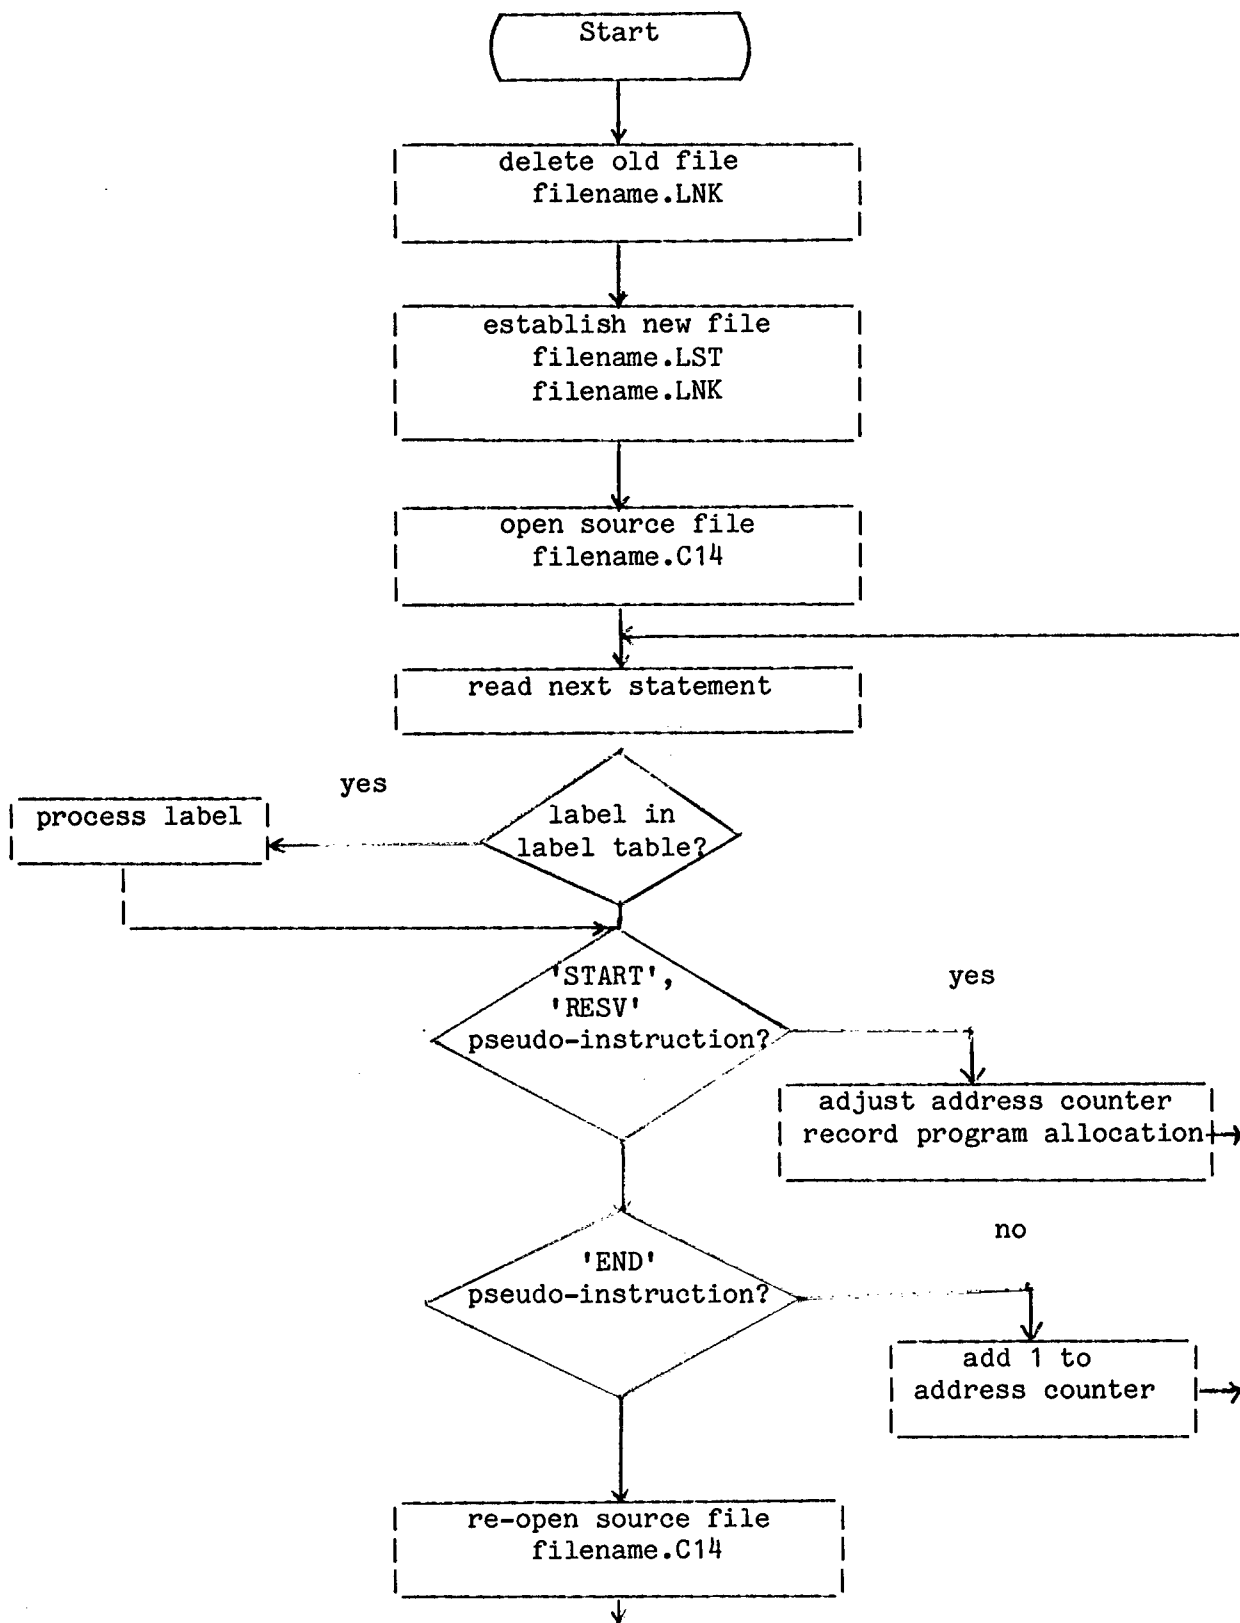 Start
delete old file
filename.LNK
establish new file
filename.LST
filename.LNK
open source file
filename.C14
read next statement
yes
process label
label in
label table?
'START',
'RESV'
pseudo-instruction?
yes
adjust address counter
record program allocation
no
'END'
pseudo-instruction?
add 1 to
address counter
re-open source file
filename.C14